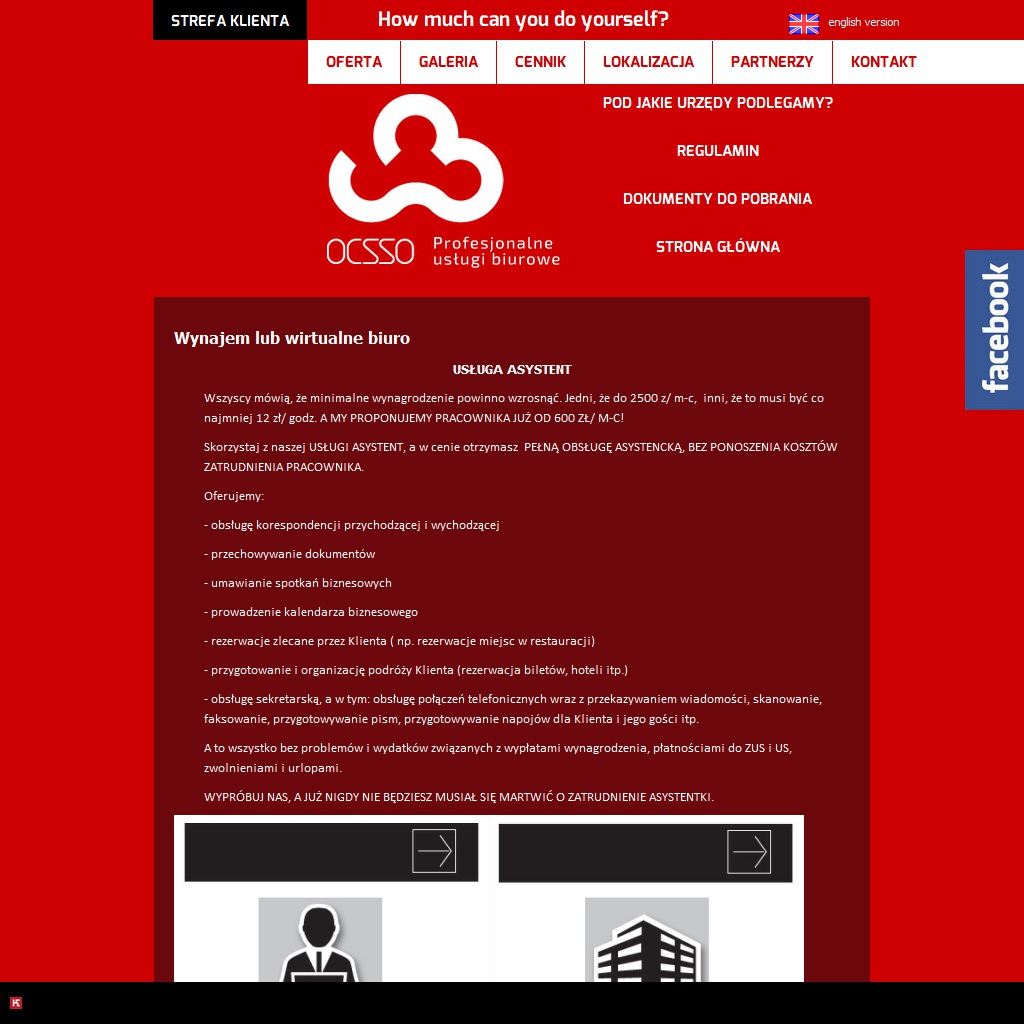 STREFA KLIENTA
How much can you do yourself?
english version
OFERTA
GALERIA
CENNIK
LOKALIZACJA
PARTNERZY
KONTAKT
POD JAKIE URZĘDY PODLEGAMY?
REGULAMIN
DOKUMENTY DO POBRANIA
STRONA GŁÓWNA
OCSSO
Profesjonalne
usługi biurowe
facebook
Wynajem lub wirtualne biuro
USŁUGA ASYSTENT
Wszyscy mówią, że minimalne wynagrodzenie powinno wzrosnąć. Jedni, że do 2500 z/ m-c,  inni, że to musi być co
najmniej 12 zł/ godz. A MY PROPONUJEMY PRACOWNIKA JUŻ OD 600 ZŁ/ M-C!
Skorzystaj z naszej USŁUGI ASYSTENT, a w cenie otrzymasz  PEŁNĄ OBSŁUGĘ ASYSTENCKĄ, BEZ PONOSZENIA KOSZTÓW
ZATRUDNIENIA PRACOWNIKA.
Oferujemy:
- obsługę korespondencji przychodzącej i wychodzącej
- przechowywanie dokumentów
- umawianie spotkań biznesowych
- prowadzenie kalendarza biznesowego
- rezerwacje zlecane przez Klienta ( np. rezerwacje miejsc w restauracji)
- przygotowanie i organizację podróży Klienta (rezerwacja biletów, hoteli itp.)
- obsługę sekretarską, a w tym: obsługę połączeń telefonicznych wraz z przekazywaniem wiadomości, skanowanie,
faksowanie, przygotowywanie pism, przygotowywanie napojów dla Klienta i jego gości itp.
A to wszystko bez problemów i wydatków związanych z wypłatami wynagrodzenia, płatnościami do ZUS i US,
zwolnieniami i urlopami.
WYPRÓBUJ NAS, A JUŻ NIGDY NIE BĘDZIESZ MUSIAŁ SIĘ MARTWIĆ O ZATRUDNIENIE ASYSTENTKI.